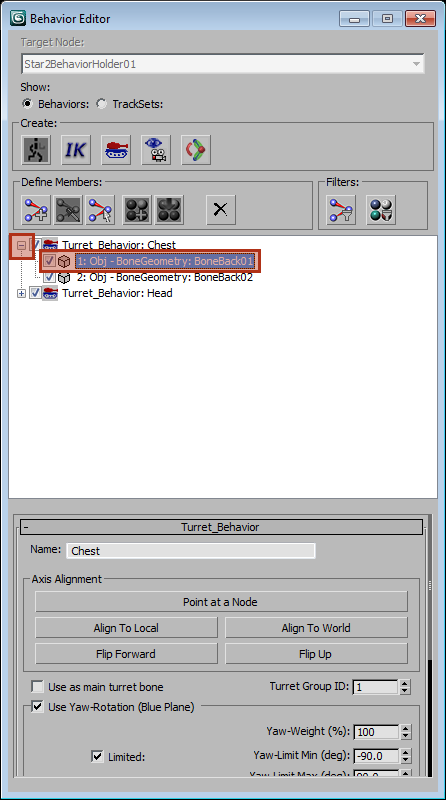 Behavior Editor
Target Node:
Star2BehaviorHolder01
Show:
Behaviors: TrackSets:
Create:
IK
Define Members: Filters:
Turret_Behavior: Chest
1: Obj - BoneGeometry: BoneBack01
2: Obj - BoneGeometry: BoneBack02
Turret_Behavior: Head
Turret_Behavior
Name: Chest
Axis Alignment
Point at a Node
Align To Local Align To World
Flip Forward Flip Up
Use as main turret bone Turret Group ID: 1
Use Yaw-Rotation (Blue Plane)
Yaw-Weight (%): 100
Limited: Yaw-Limit Min (deg): -90.0
Yaw-Limit Max (deg): 90.0